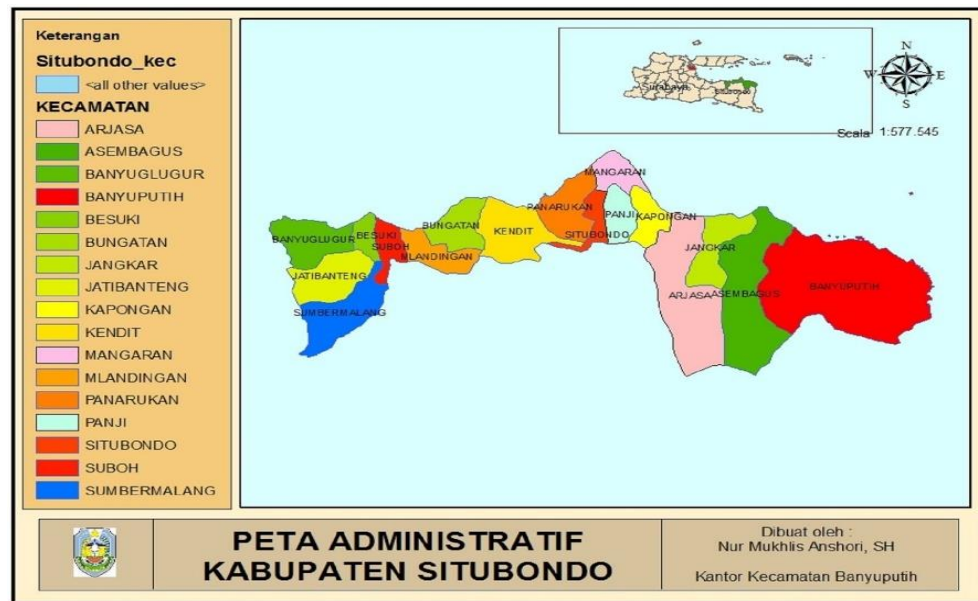 Keterangan
Situbondo_kec
<all other values>
KECAMATAN
ARJASA
ASEMBAGUS
BANYUGLUGUR
BANYUPUTIH
BESUKI
BUNGATAN
JANGKAR
JATIBANTENG
KAPONGAN
KENDIT
MANGARAN
MLANDINGAN
PANARUKAN
PANJI
SITUBONDO
SUBOH
SUMBERMALANG
N
W E
S
Surabaya
Situbondo
Scala 1:577.545
MANGARAN
PANARUKAN
PANJI
KAPONGAN
BUNGATAN
KENDIT
SITUBONDO
BANYUGLUGUR
BESUKI
SUBOH
MLANDINGAN
JANGKAR
JATIBANTENG
ARJASA
ASEMBAGUS
BANYUPUTIH
SUMBERMALANG
PETA ADMINISTRATIF
KABUPATEN SITUBONDO
Dibuat oleh :
Nur Mukhlis Anshori, SH
Kantor Kecamatan Banyuputih